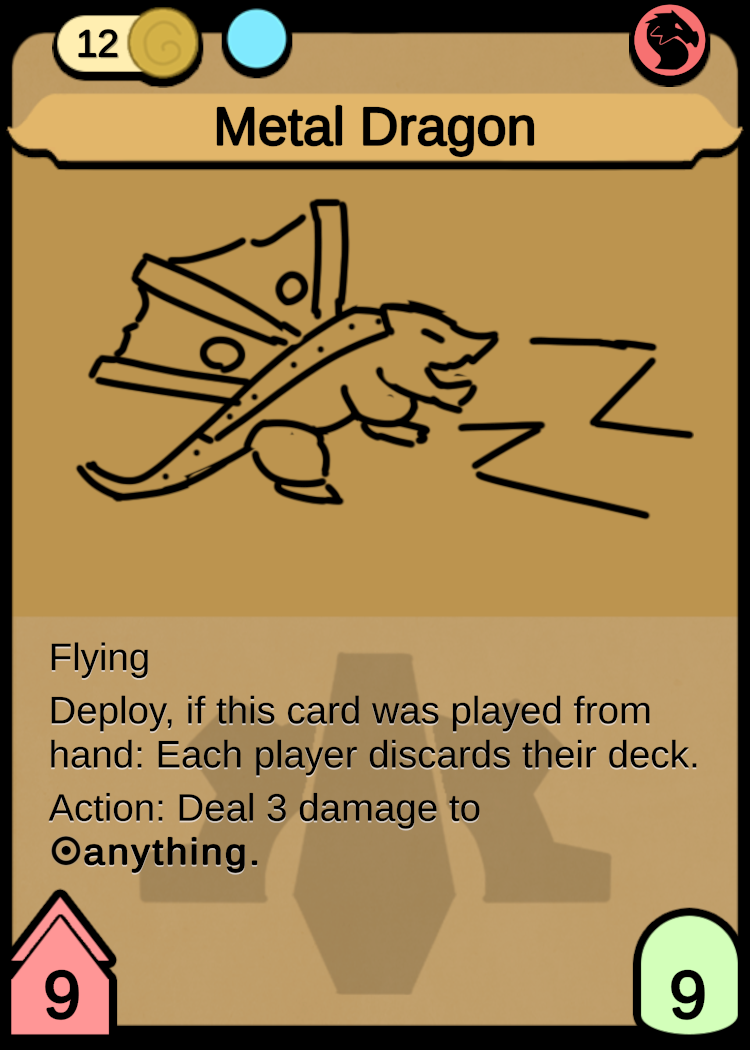 12
Metal Dragon
Flying
Deploy, if this card was played from
hand: Each player discards their deck.
Action: Deal 3 damage to
anything.
9
9